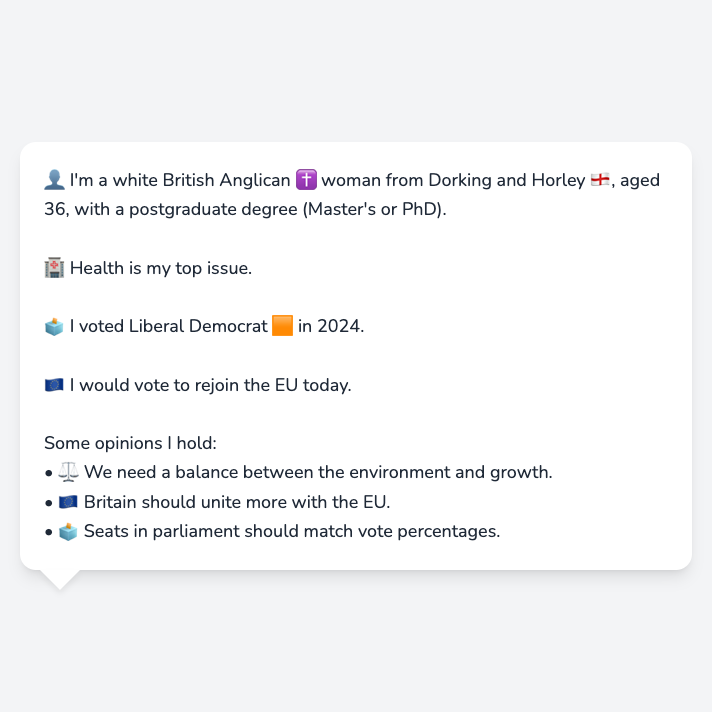 👤 I'm a white British Anglican ✝️ woman from Dorking and Horley 🏴󠁧󠁢󠁥󠁮󠁧󠁿, aged
36, with a postgraduate degree (Master's or PhD).
🏥 Health is my top issue.
🗳️ I voted Liberal Democrat 🟧 in 2024.
🇪🇺 I would vote to rejoin the EU today.
Some opinions I hold:
• ⚖️ We need a balance between the environment and growth.
• 🇪🇺 Britain should unite more with the EU.
• 🗳️ Seats in parliament should match vote percentages.